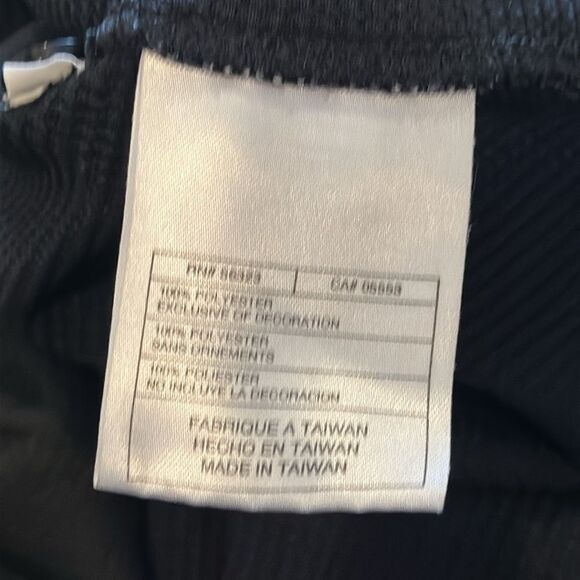 RN# 56323 CA# 05553
100% POLYESTER
EXCLUSIVE OF DECORATION
100% POLYESTER
SANS ORNEMENTS
100% POLIESTER
NO INCLUYE LA DECORACION
FABRIQUE A TAIWAN
HECHO EN TAIWAN
MADE IN TAIWAN